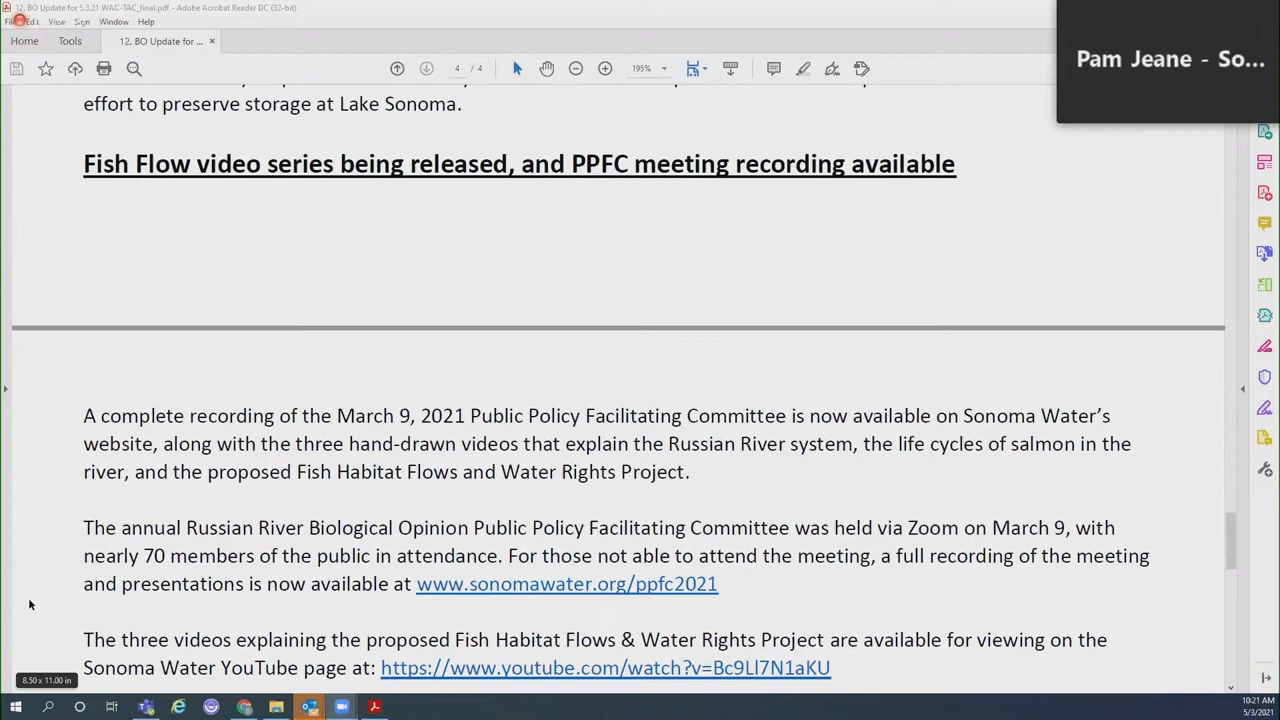 12. BO Update for 5.3.21 WAC-TAC_final.pdf - Adobe Acrobat Reader DC (32-bit)
File Edit View Sign Window Help
Home Tools 12. BO Update for ... ×
4 / 4 195%
Pam Jeane - So...
effort to preserve storage at Lake Sonoma.
Fish Flow video series being released, and PPFC meeting recording available
A complete recording of the March 9, 2021 Public Policy Facilitating Committee is now available on Sonoma Water’s
website, along with the three hand-drawn videos that explain the Russian River system, the life cycles of salmon in the
river, and the proposed Fish Habitat Flows and Water Rights Project.
The annual Russian River Biological Opinion Public Policy Facilitating Committee was held via Zoom on March 9, with
nearly 70 members of the public in attendance. For those not able to attend the meeting, a full recording of the meeting
and presentations is now available at www.sonomawater.org/ppfc2021
The three videos explaining the proposed Fish Habitat Flows & Water Rights Project are available for viewing on the
Sonoma Water YouTube page at: https://www.youtube.com/watch?v=Bc9Ll7N1aKU
8.50 x 11.00 in
10:21 AM
5/3/2021